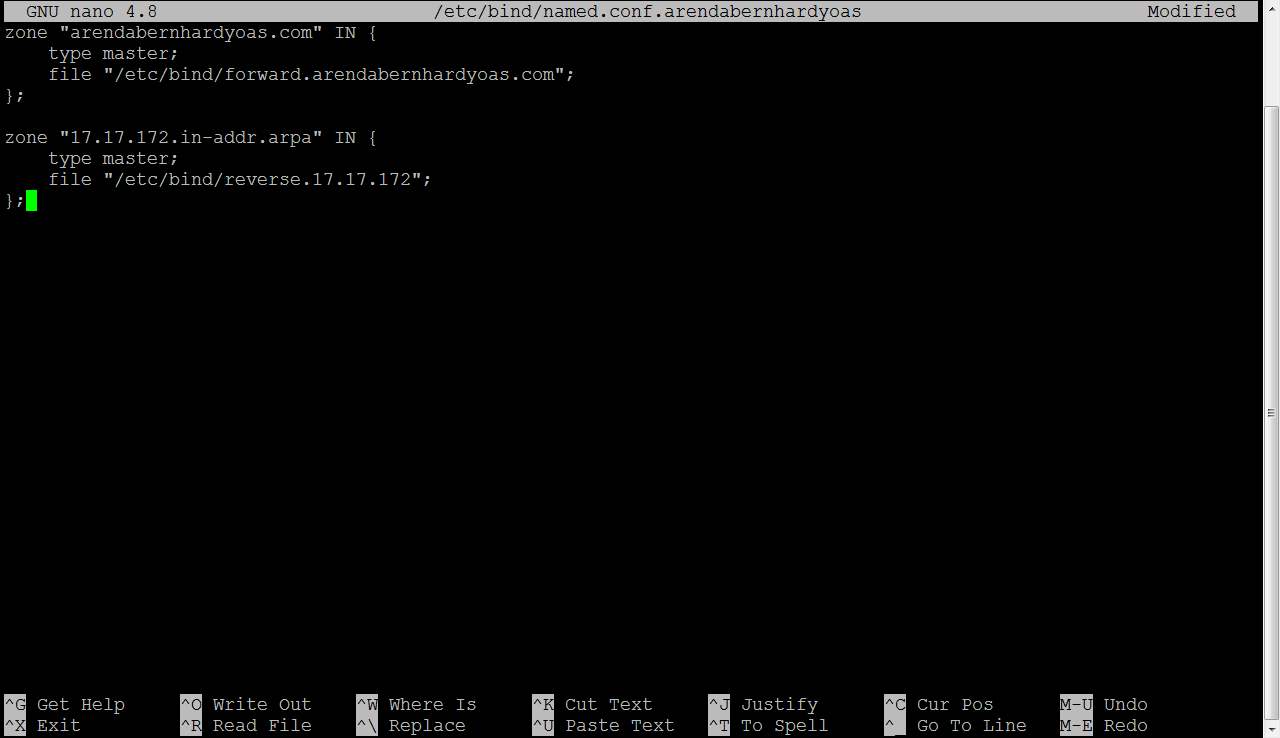 GNU nano 4.8 /etc/bind/named.conf.arendabernhardyoas Modified
zone "arendabernhardyoas.com" IN {
    type master;
    file "/etc/bind/forward.arendabernhardyoas.com";
};

zone "17.17.172.in-addr.arpa" IN {
    type master;
    file "/etc/bind/reverse.17.17.172";
};
^G Get Help ^O Write Out ^W Where Is ^K Cut Text ^J Justify ^C Cur Pos M-U Undo
^X Exit ^R Read File ^\ Replace ^U Paste Text ^T To Spell ^_ Go To Line M-E Redo